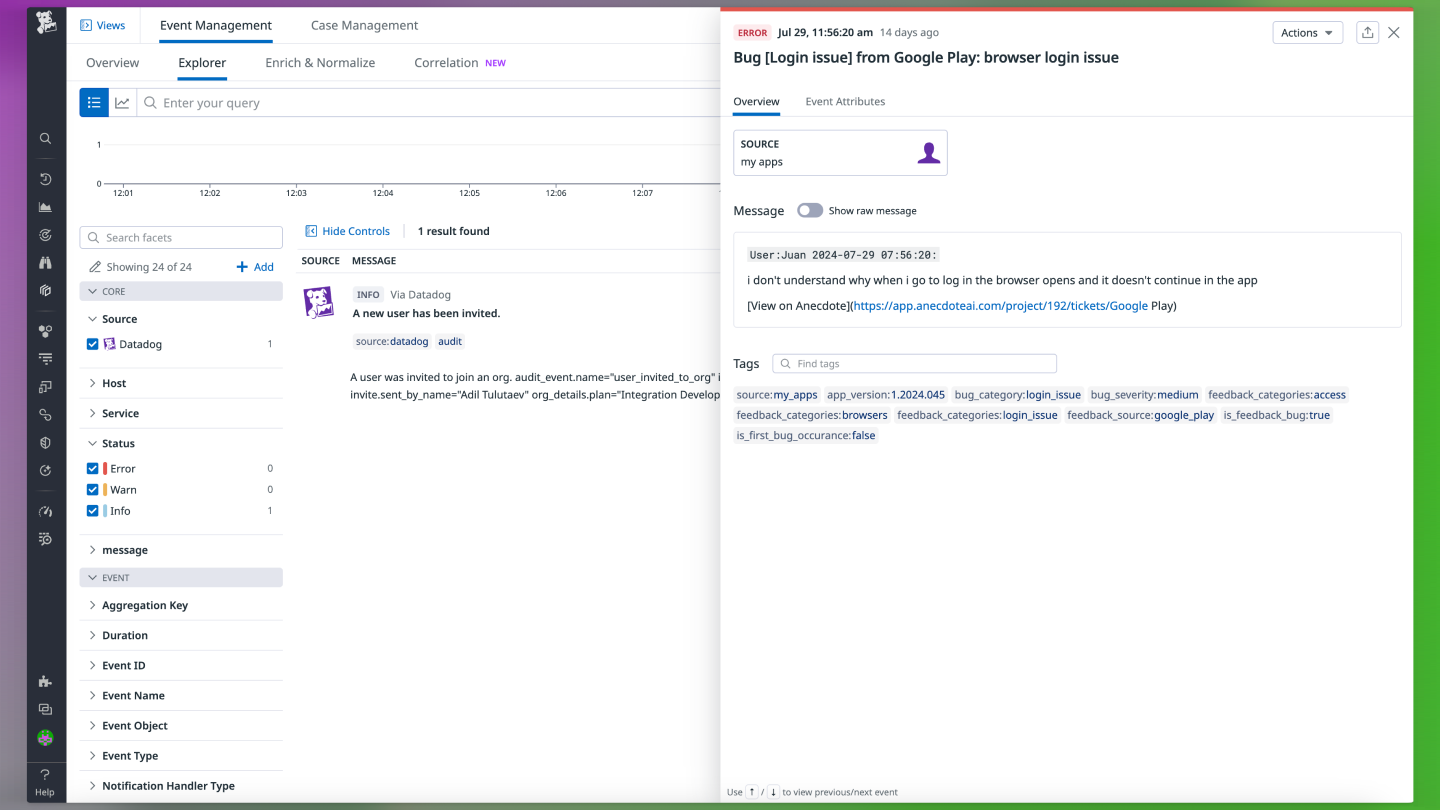 Views
Event Management
Case Management
Overview
Explorer
Enrich & Normalize
Correlation NEW
Enter your query
1
0
12:01
12:02
12:03
12:04
12:05
12:06
12:07
Search facets
Showing 24 of 24
Add
CORE
Source
Datadog 1
Host
Service
Status
Error 0
Warn 0
Info 1
message
EVENT
Aggregation Key
Duration
Event ID
Event Name
Event Object
Event Type
Notification Handler Type
Help
Hide Controls
1 result found
SOURCE MESSAGE
INFO Via Datadog
A new user has been invited.
source:datadog audit
A user was invited to join an org. audit_event.name="user_invited_to_org" i
invite.sent_by_name="Adil Tulutaev" org_details.plan="Integration Develop
ERROR Jul 29, 11:56:20 am 14 days ago
Actions
Bug [Login issue] from Google Play: browser login issue
Overview
Event Attributes
SOURCE
my apps
Message
Show raw message
User:Juan 2024-07-29 07:56:20:
i don't understand why when i go to log in the browser opens and it doesn't continue in the app
[View on Anecdote](https://app.anecdoteai.com/project/192/tickets/Google Play)
Tags
Find tags
source:my_apps app_version:1.2024.045 bug_category:login_issue bug_severity:medium feedback_categories:access
feedback_categories:browsers feedback_categories:login_issue feedback_source:google_play is_feedback_bug:true
is_first_bug_occurance:false
Use ↑ / ↓ to view previous/next event